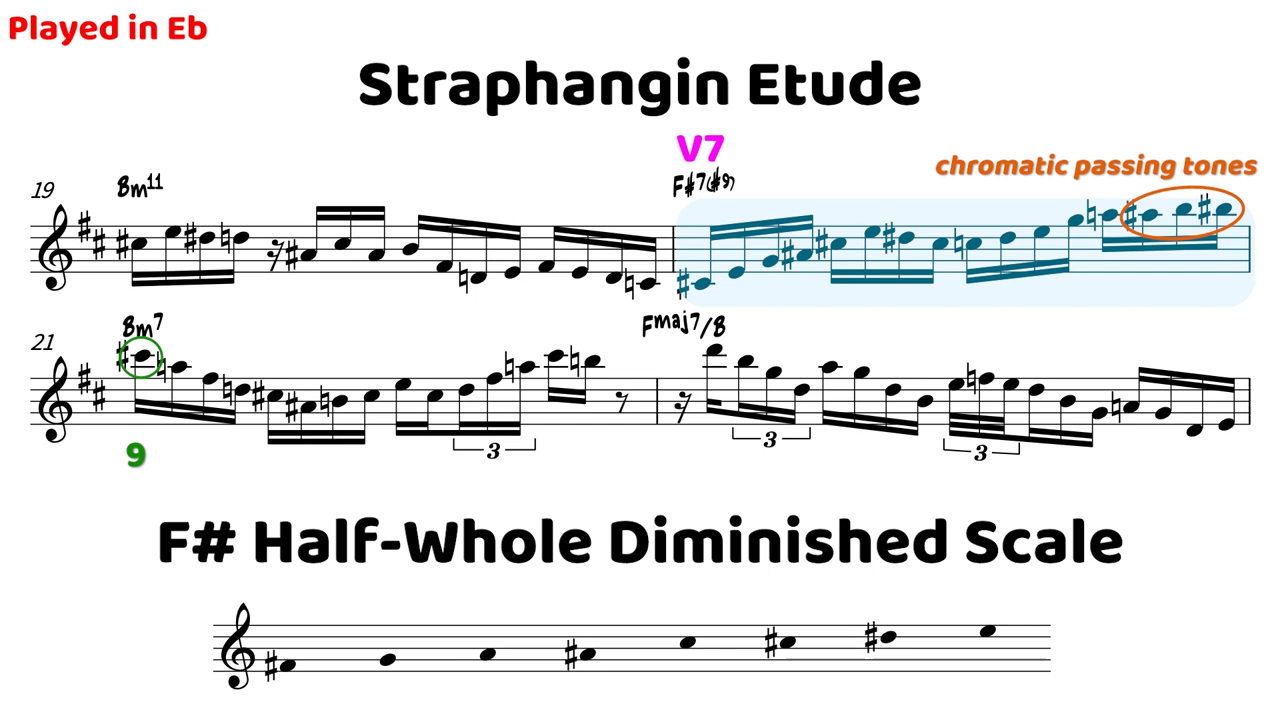 Played in Eb
Straphangin Etude
V7
chromatic passing tones
19 Bm11 F#7(#9)
21 Bm7 Fmaj7/B
3 3 3
9
F# Half-Whole Diminished Scale